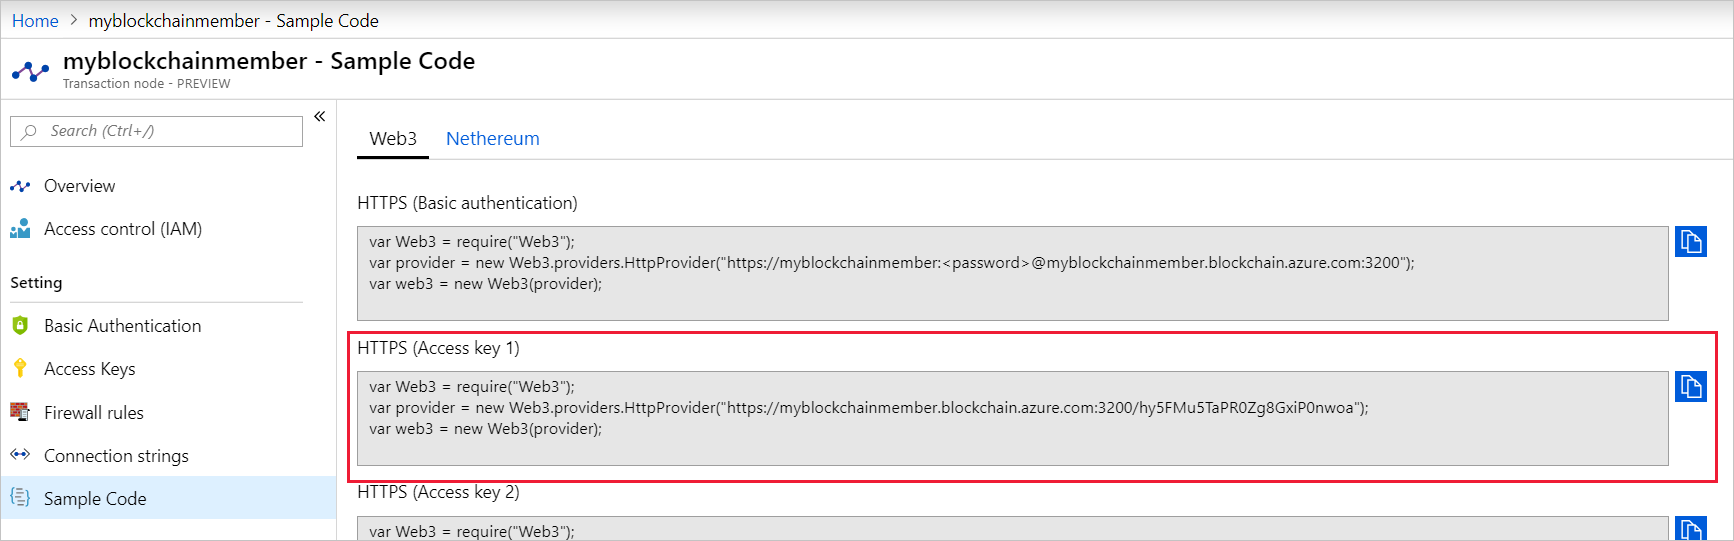 Home > myblockchainmember - Sample Code
myblockchainmember - Sample Code
Transaction node - PREVIEW
Search (Ctrl+/)
«
Overview
Access control (IAM)
Setting
Basic Authentication
Access Keys
Firewall rules
Connection strings
Sample Code
Web3 Nethereum
HTTPS (Basic authentication)
var Web3 = require("Web3");
var provider = new Web3.providers.HttpProvider("https://myblockchainmember:<password>@myblockchainmember.blockchain.azure.com:3200");
var web3 = new Web3(provider);
HTTPS (Access key 1)
var Web3 = require("Web3");
var provider = new Web3.providers.HttpProvider("https://myblockchainmember.blockchain.azure.com:3200/hy5FMu5TaPR0Zg8GxiP0nwoa");
var web3 = new Web3(provider);
HTTPS (Access key 2)
var Web3 = require("Web3");